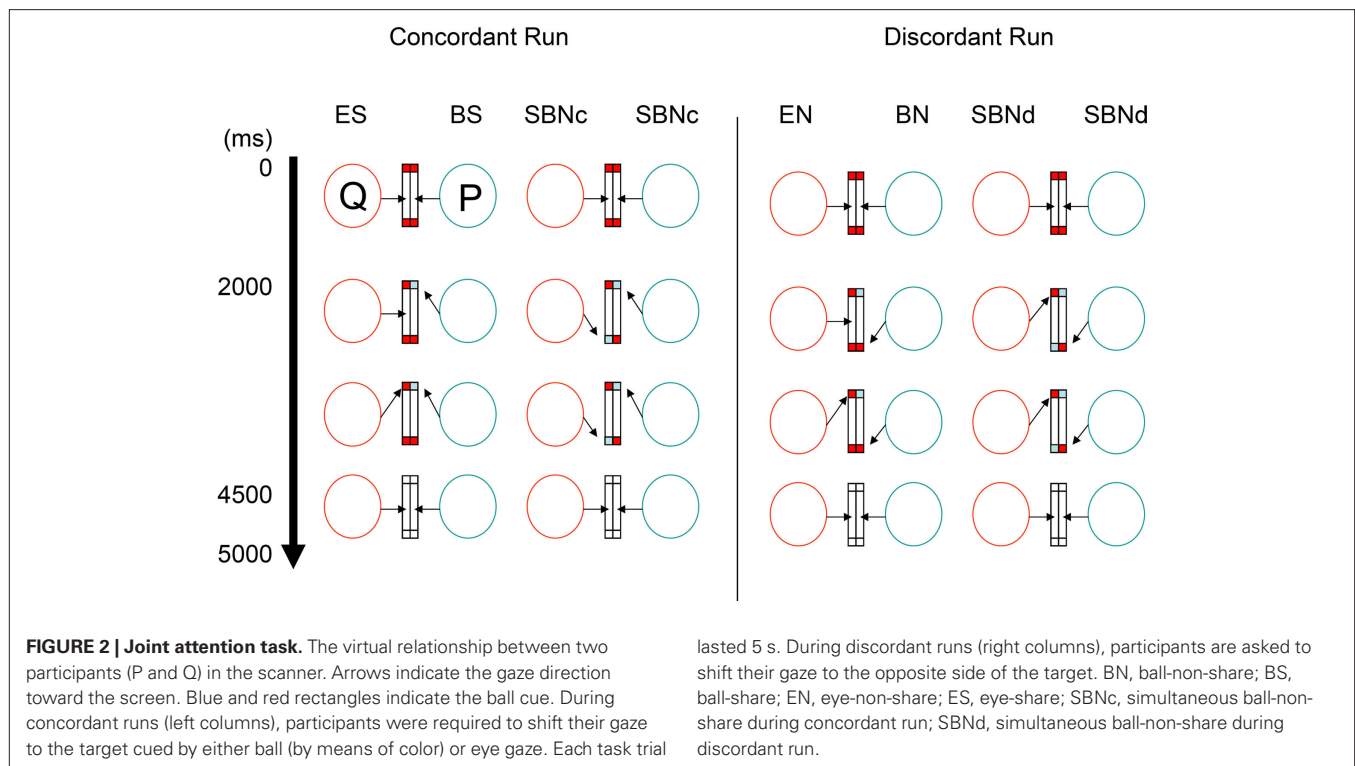 Concordant Run
Discordant Run
ES BS SBNc SBNc
EN BN SBNd SBNd
(ms)
0
Q P
2000
4500
5000
FIGURE 2 | Joint attention task. The virtual relationship between two
participants (P and Q) in the scanner. Arrows indicate the gaze direction
toward the screen. Blue and red rectangles indicate the ball cue. During
concordant runs (left columns), participants were required to shift their gaze
to the target cued by either ball (by means of color) or eye gaze. Each task trial
lasted 5 s. During discordant runs (right columns), participants are asked to
shift their gaze to the opposite side of the target. BN, ball-non-share; BS,
ball-share; EN, eye-non-share; ES, eye-share; SBNc, simultaneous ball-non-
share during concordant run; SBNd, simultaneous ball-non-share during
discordant run.